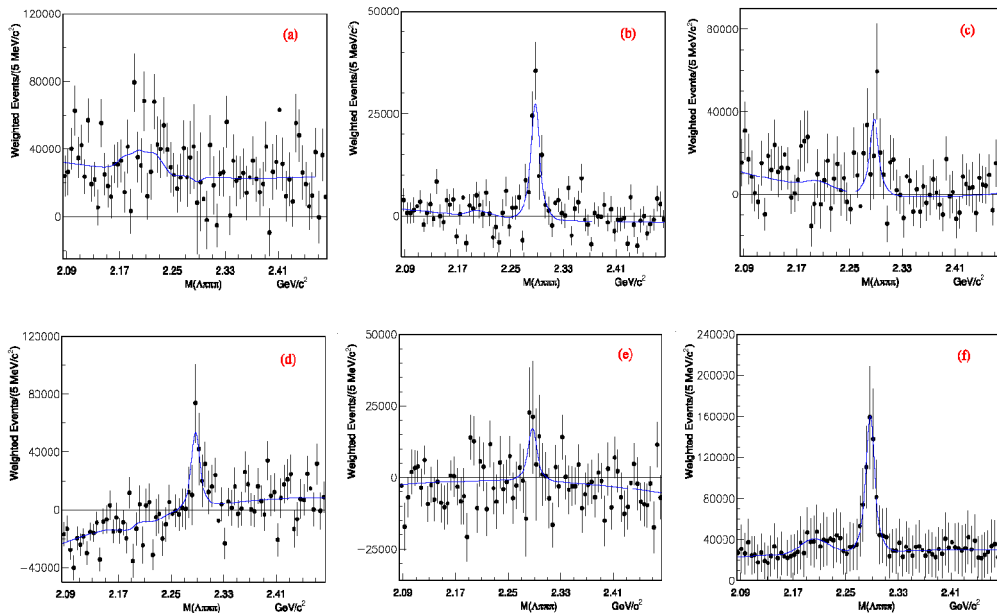 120000
80000
40000
0
Weighted Events/(5 MeV/c²)
(a)
2.09 2.17 2.25 2.33 2.41
M(Λπππ) GeV/c²
50000
25000
0
Weighted Events/(5 MeV/c²)
(b)
2.09 2.17 2.25 2.33 2.41
M(Λπππ) GeV/c²
80000
40000
0
Weighted Events/(5 MeV/c²)
(c)
2.09 2.17 2.25 2.33 2.41
M(Λπππ) GeV/c²
120000
80000
40000
0
−40000
Weighted Events/(5 MeV/c²)
(d)
2.09 2.17 2.25 2.33 2.41
M(Λπππ) GeV/c²
50000
25000
0
−25000
Weighted Events/(5 MeV/c²)
(e)
2.09 2.17 2.25 2.33 2.41
M(Λπππ) GeV/c²
240000
200000
160000
120000
80000
40000
0
Weighted Events/(5 MeV/c²)
(f)
2.09 2.17 2.25 2.33 2.41
M(Λπππ) GeV/c²